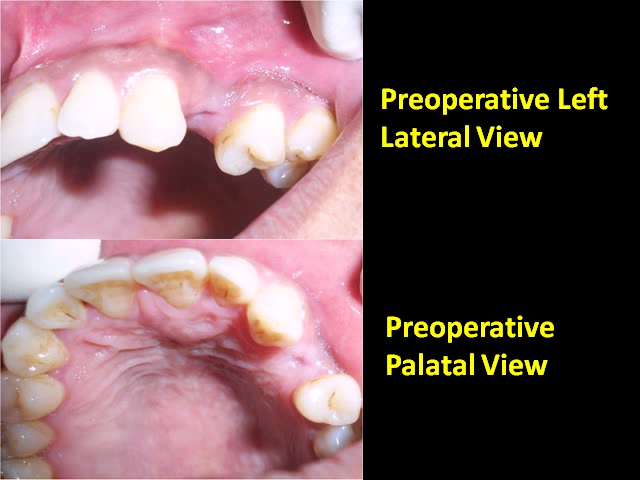 Preoperative Left
Lateral View
Preoperative
Palatal View